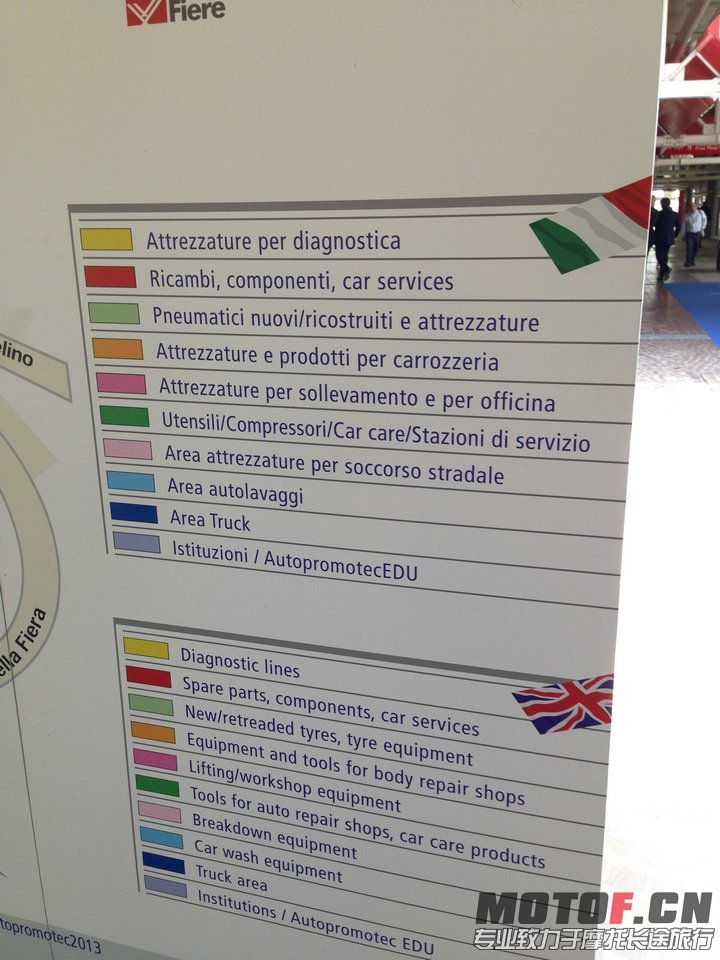 Fiere
Attrezzature per diagnostica
Ricambi, componenti, car services
Pneumatici nuovi/ricostruiti e attrezzature
Attrezzature e prodotti per carrozzeria
Attrezzature per sollevamento e per officina
Utensili/Compressori/Car care/Stazioni di servizio
Area attrezzature per soccorso stradale
Area autolavaggi
Area Truck
Istituzioni / AutopromotecEDU
elino
ella Fiera
Diagnostic lines
Spare parts, components, car services
New/retreaded tyres, tyre equipment
Equipment and tools for body repair shops
Lifting/workshop equipment
Tools for auto repair shops, car care products
Breakdown equipment
Car wash equipment
Truck area
Institutions / Autopromotec EDU
topromotec2013
MOTOF.CN
专业致力于摩托长途旅行